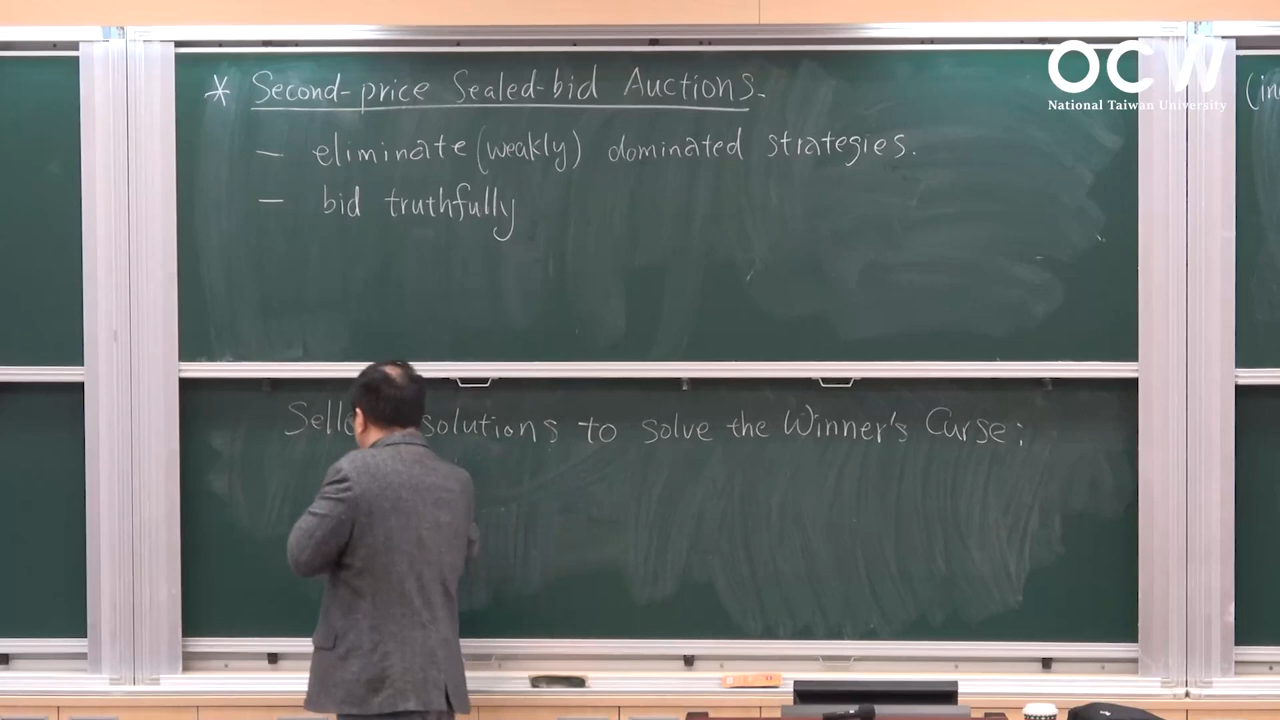 * Second-price Sealed-bid Auctions.
- eliminate (weakly) dominated strategies.
- bid truthfully
solutions to solve the Winner's Curse:
OCW
National Taiwan University